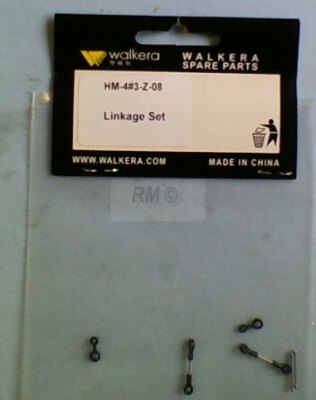 walkera
WALKERA
SPARE PARTS
HM-4#3-Z-08
Linkage Set
WWW.WALKERA.COM
MADE IN CHINA
RM ©